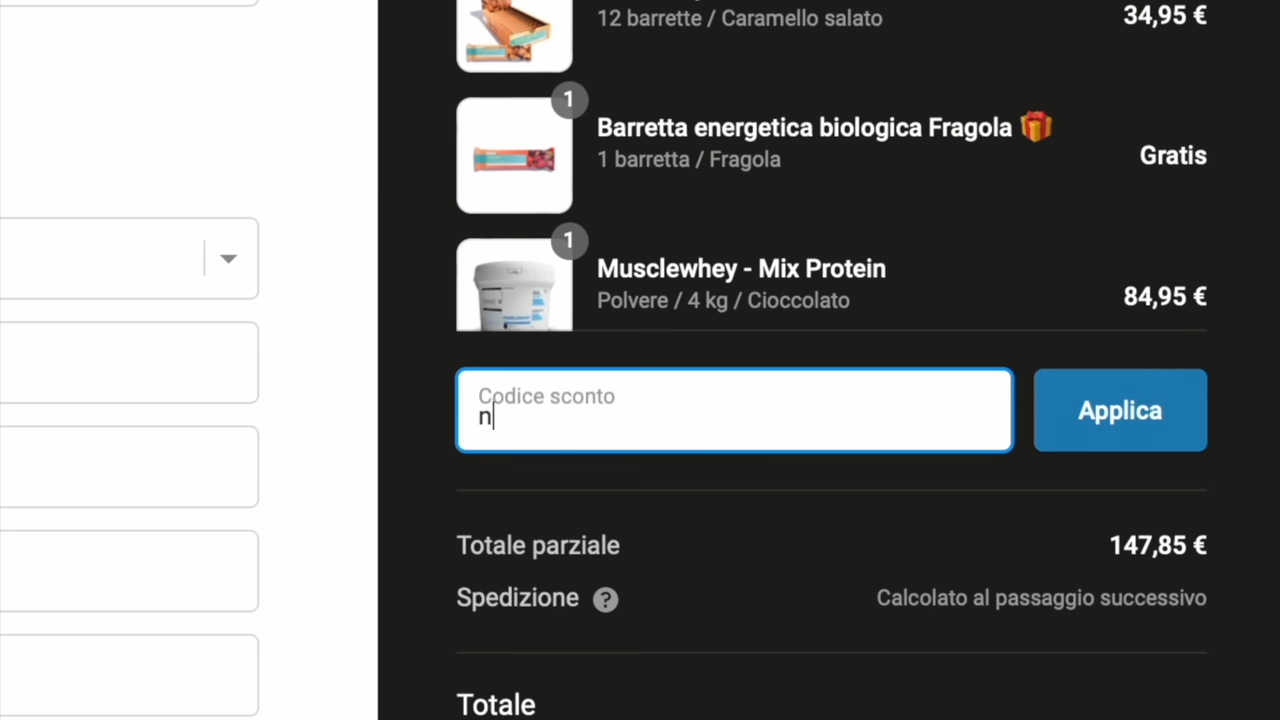 12 barrette / Caramello salato
34,95 €
1
Barretta energetica biologica Fragola 🎁
1 barretta / Fragola
Gratis
1
Musclewhey - Mix Protein
Polvere / 4 kg / Cioccolato
84,95 €
Codice sconto
n
Applica
Totale parziale
147,85 €
Spedizione ?
Calcolato al passaggio successivo
Totale